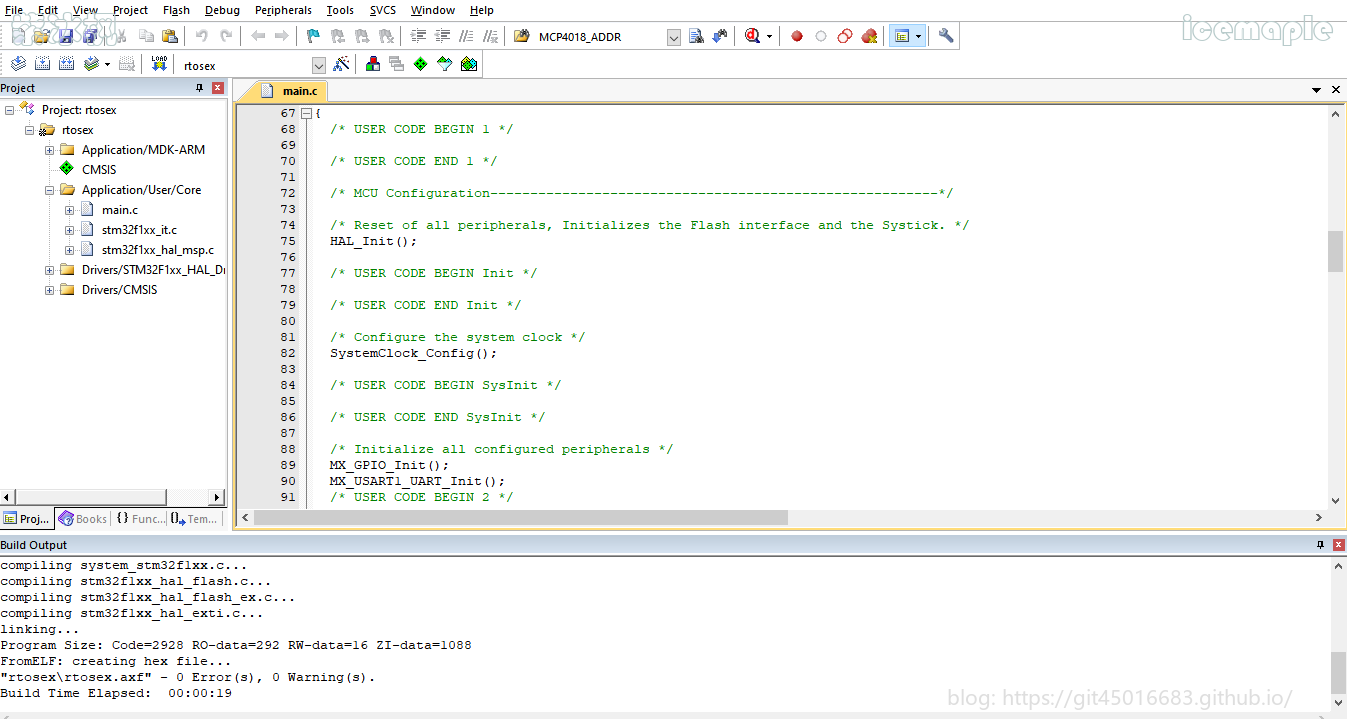 File Edit View Project Flash Debug Peripherals Tools SVCS Window Help
icemaple
MCP4018_ADDR
LOAD
rtosex
Project
main.c
Project: rtosex
rtosex
Application/MDK-ARM
CMSIS
Application/User/Core
main.c
stm32f1xx_it.c
stm32f1xx_hal_msp.c
Drivers/STM32F1xx_HAL_Dr
Drivers/CMSIS
Proj... Books {} Func... Tem...
67 {
68 /* USER CODE BEGIN 1 */
69
70 /* USER CODE END 1 */
71
72 /* MCU Configuration--------------------------------------------------------*/
73
74 /* Reset of all peripherals, Initializes the Flash interface and the Systick. */
75 HAL_Init();
76
77 /* USER CODE BEGIN Init */
78
79 /* USER CODE END Init */
80
81 /* Configure the system clock */
82 SystemClock_Config();
83
84 /* USER CODE BEGIN SysInit */
85
86 /* USER CODE END SysInit */
87
88 /* Initialize all configured peripherals */
89 MX_GPIO_Init();
90 MX_USART1_UART_Init();
91 /* USER CODE BEGIN 2 */
Build Output
compiling system_stm32f1xx.c...
compiling stm32f1xx_hal_flash.c...
compiling stm32f1xx_hal_flash_ex.c...
compiling stm32f1xx_hal_exti.c...
linking...
Program Size: Code=2928 RO-data=292 RW-data=16 ZI-data=1088
FromELF: creating hex file...
"rtosex\rtosex.axf" - 0 Error(s), 0 Warning(s).
Build Time Elapsed:  00:00:19
blog: https://git45016683.github.io/